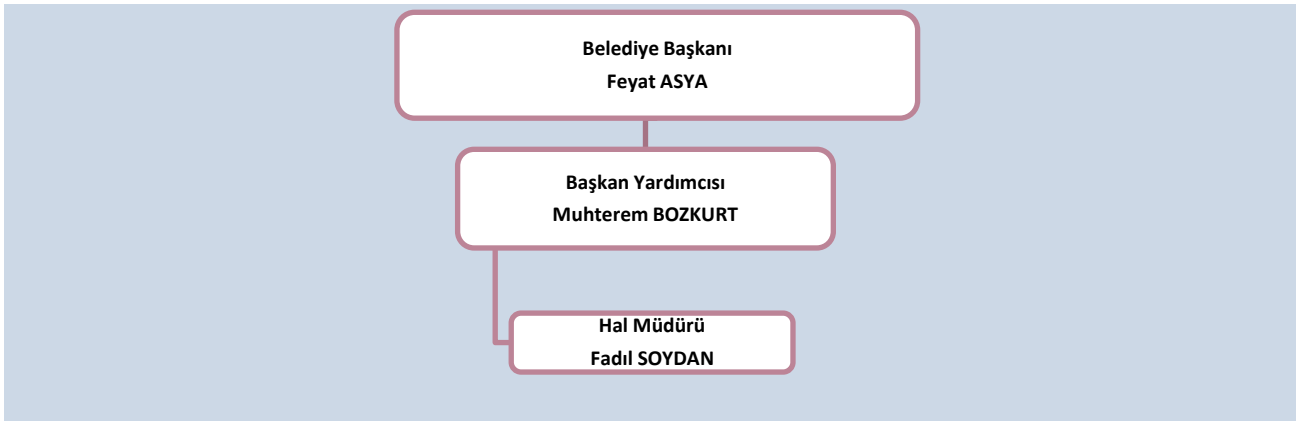 Belediye Başkanı
Feyat ASYA
Başkan Yardımcısı
Muhterem BOZKURT
Hal Müdürü
Fadıl SOYDAN